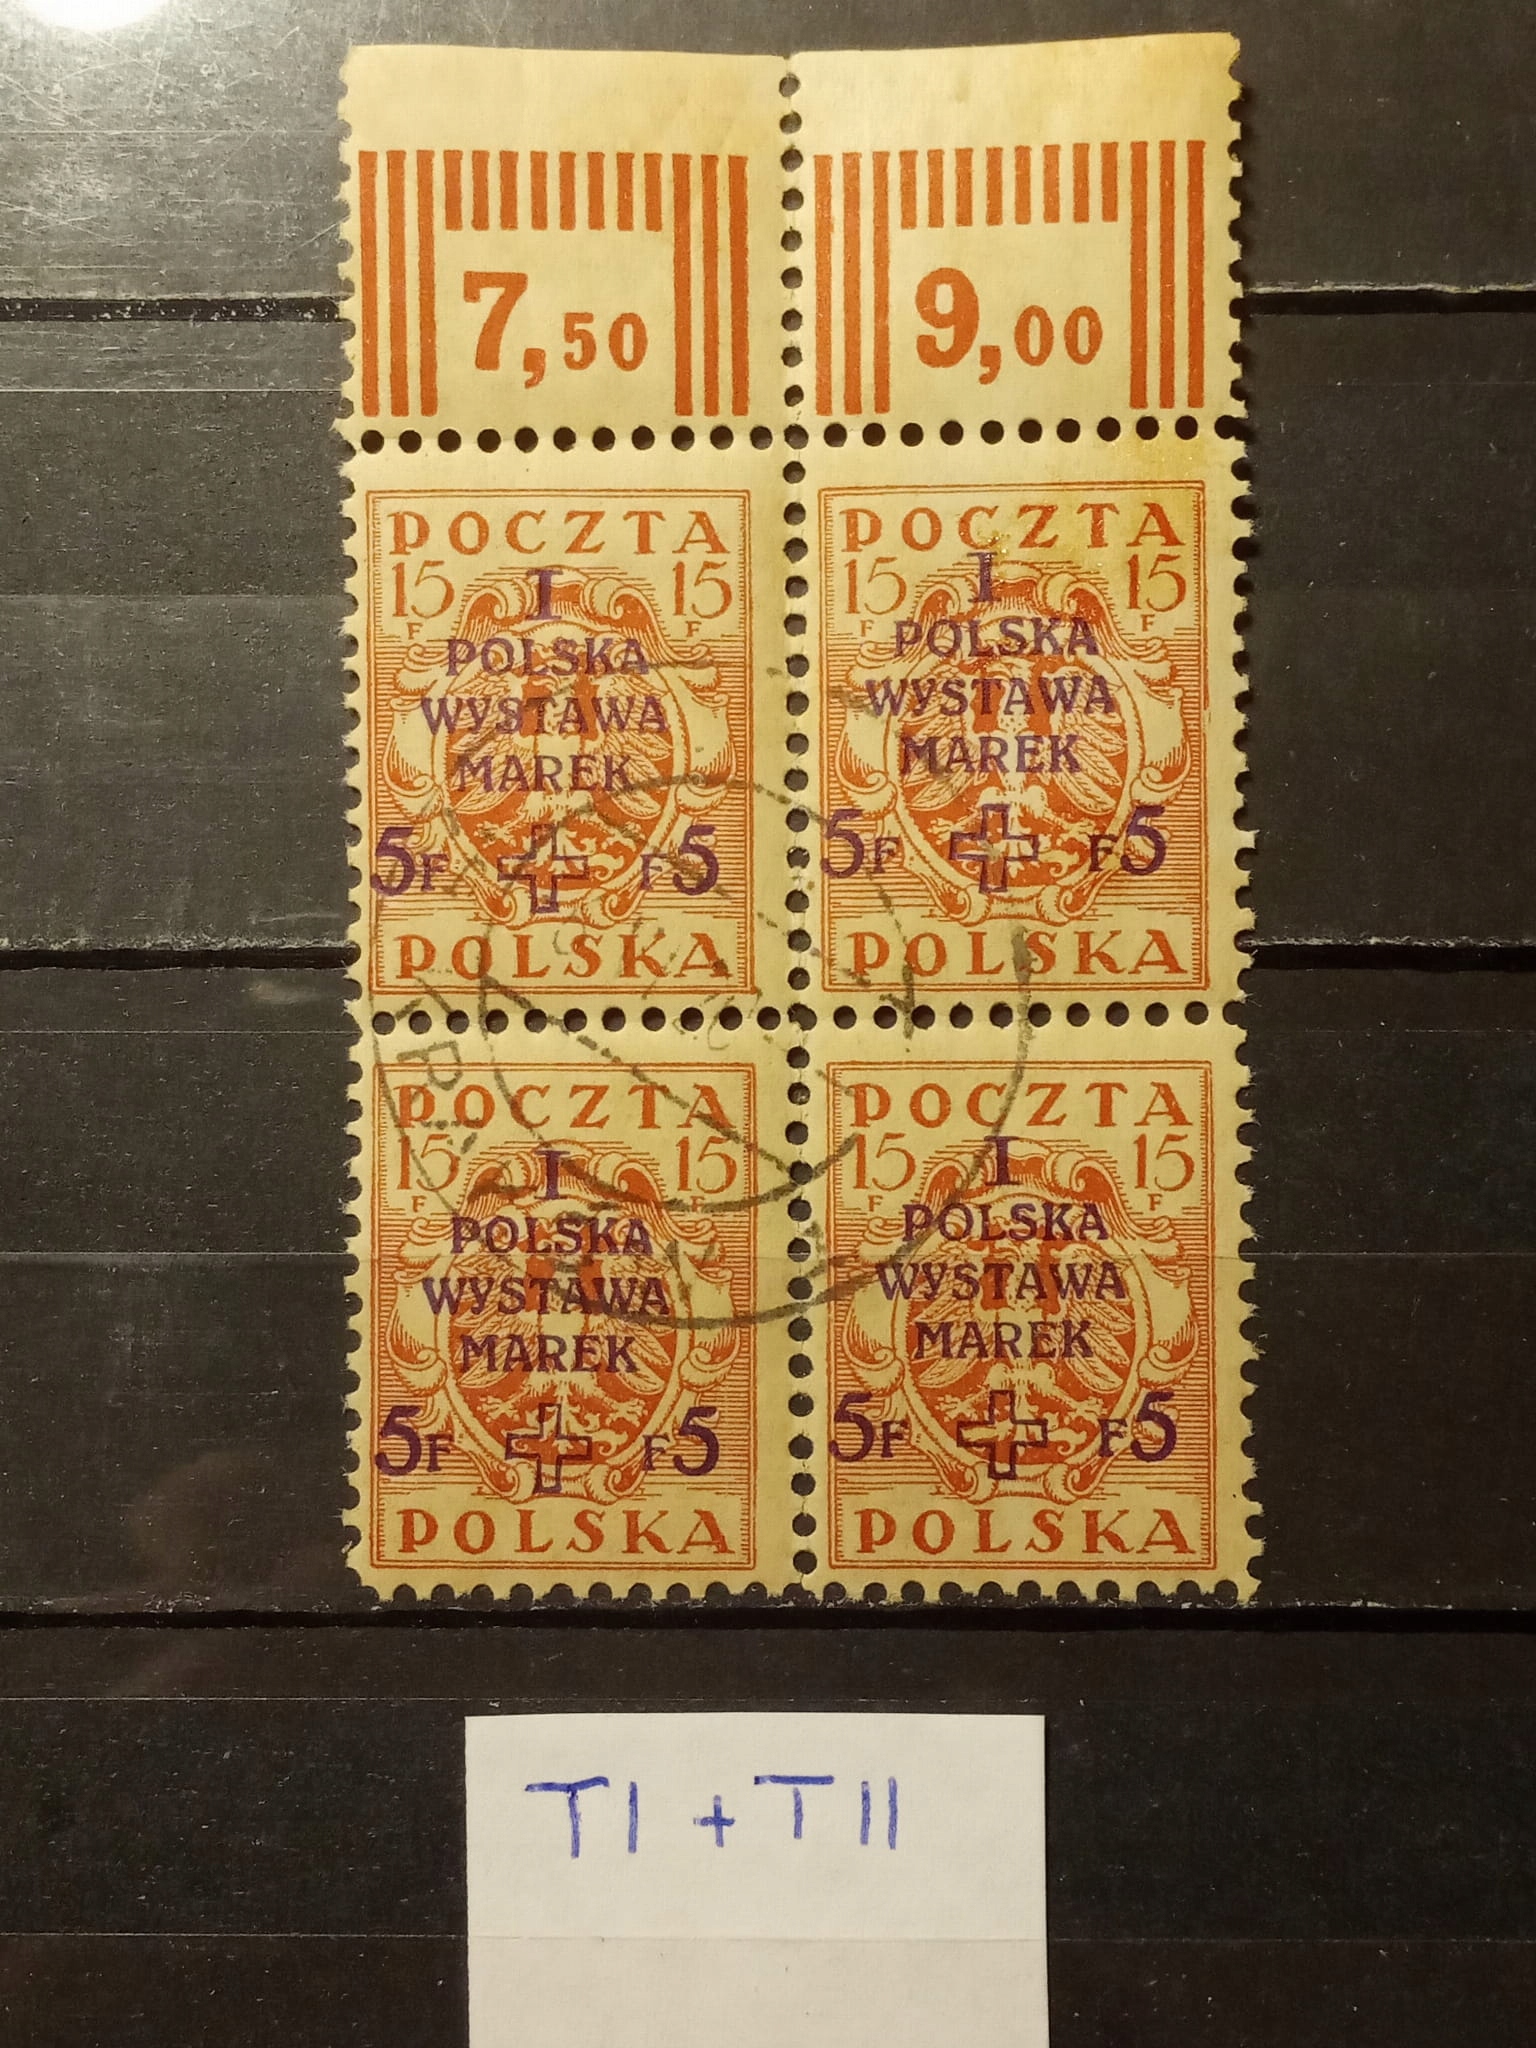 7,50 9,00
POCZTA POCZTA
15 15 15 15
F F F F
I I
POLSKA POLSKA
WYSTAWA WYSTAWA
MAREK MAREK
5F F5 5F F5
POLSKA POLSKA
POCZTA POCZTA
15 15 15 15
F F F F
I I
POLSKA POLSKA
WYSTAWA WYSTAWA
MAREK MAREK
5F F5 5F F5
POLSKA POLSKA
TI + TII